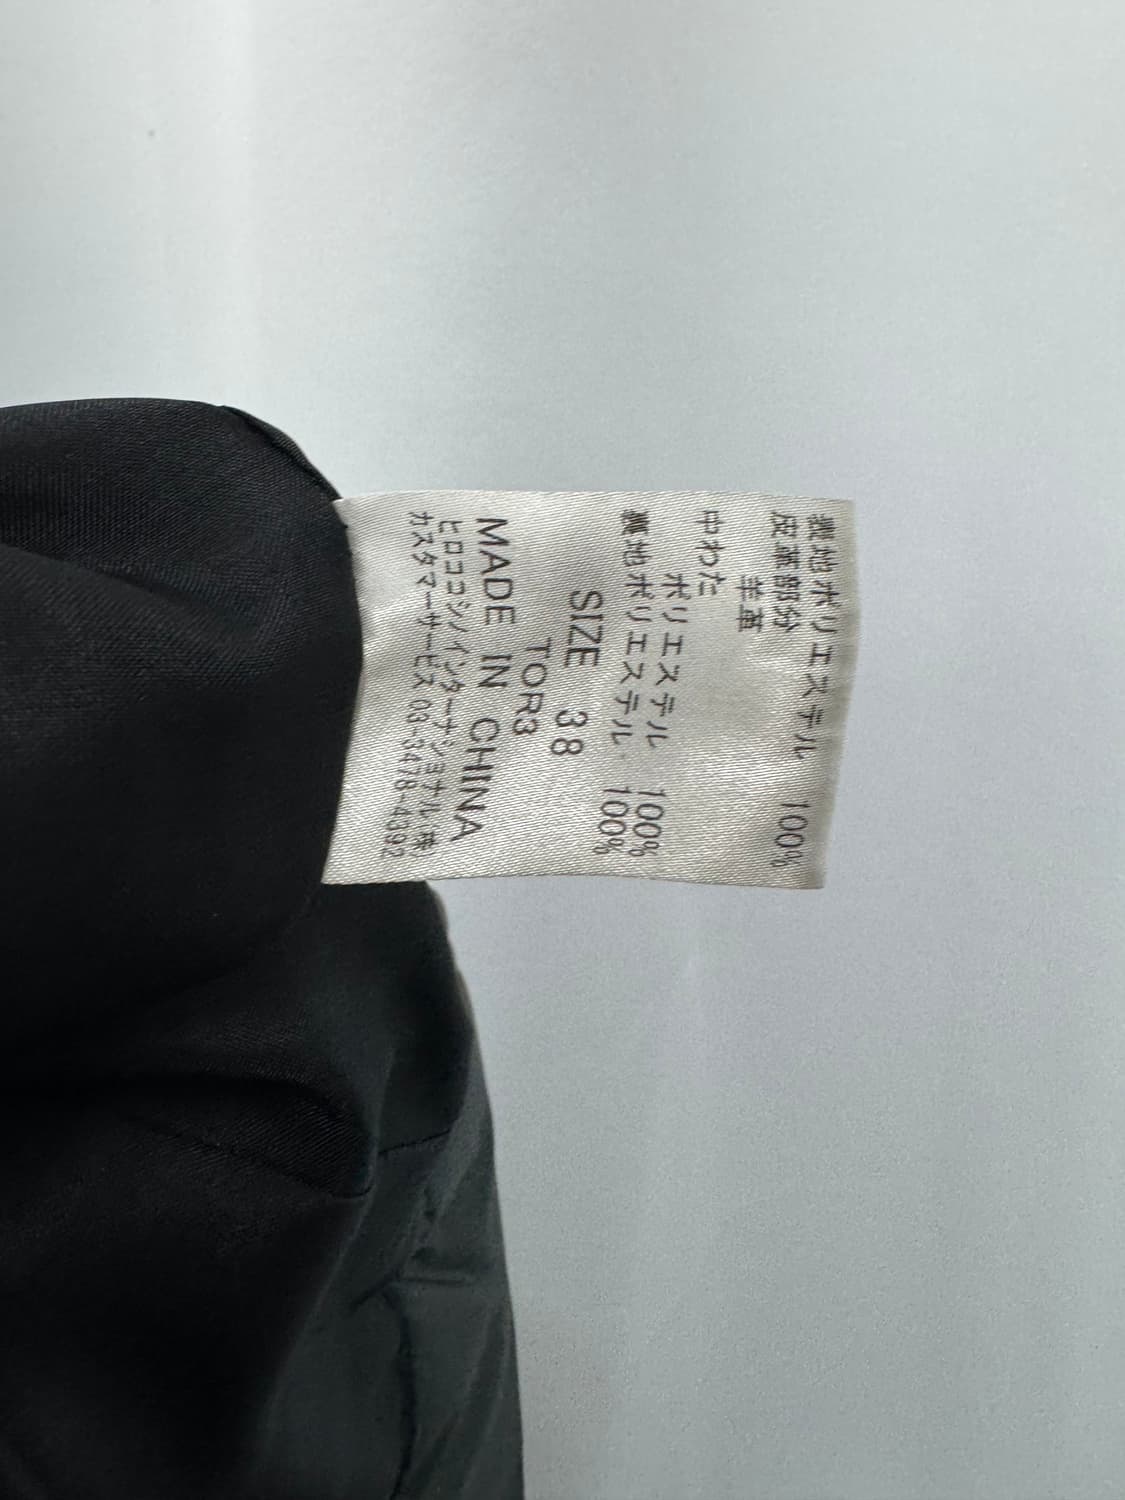 表地ポリエステル 100%
皮革部分
羊革
中わた
ポリエステル 100%
裏地ポリエステル 100%
SIZE 38
TOR3
MADE IN CHINA
ヒロココシノインターナショナル(株)
カスタマーサービス 03-3478-4392